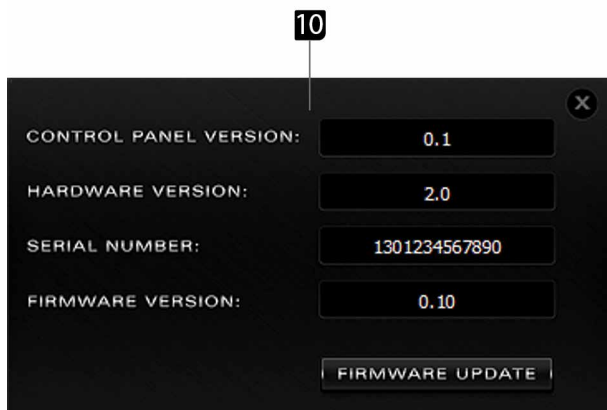 10
CONTROL PANEL VERSION: 0.1
HARDWARE VERSION: 2.0
SERIAL NUMBER: 1301234567890
FIRMWARE VERSION: 0.10
FIRMWARE UPDATE